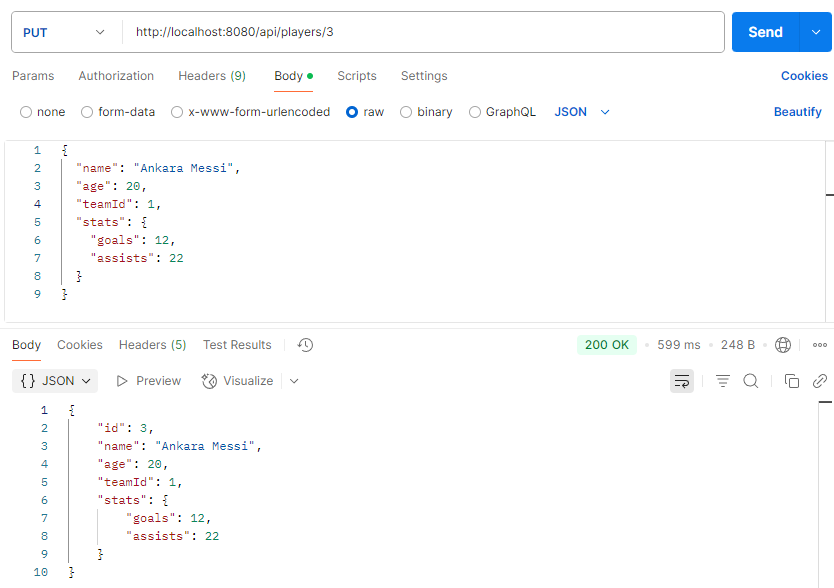 PUT http://localhost:8080/api/players/3 Send
Params Authorization Headers (9) Body Scripts Settings Cookies
none form-data x-www-form-urlencoded raw binary GraphQL JSON Beautify
1 {
2 "name": "Ankara Messi",
3 "age": 20,
4 "teamId": 1,
5 "stats": {
6 "goals": 12,
7 "assists": 22
8 }
9 }
Body Cookies Headers (5) Test Results 200 OK 599 ms 248 B
{} JSON Preview Visualize
1 {
2 "id": 3,
3 "name": "Ankara Messi",
4 "age": 20,
5 "teamId": 1,
6 "stats": {
7 "goals": 12,
8 "assists": 22
9 }
10 }